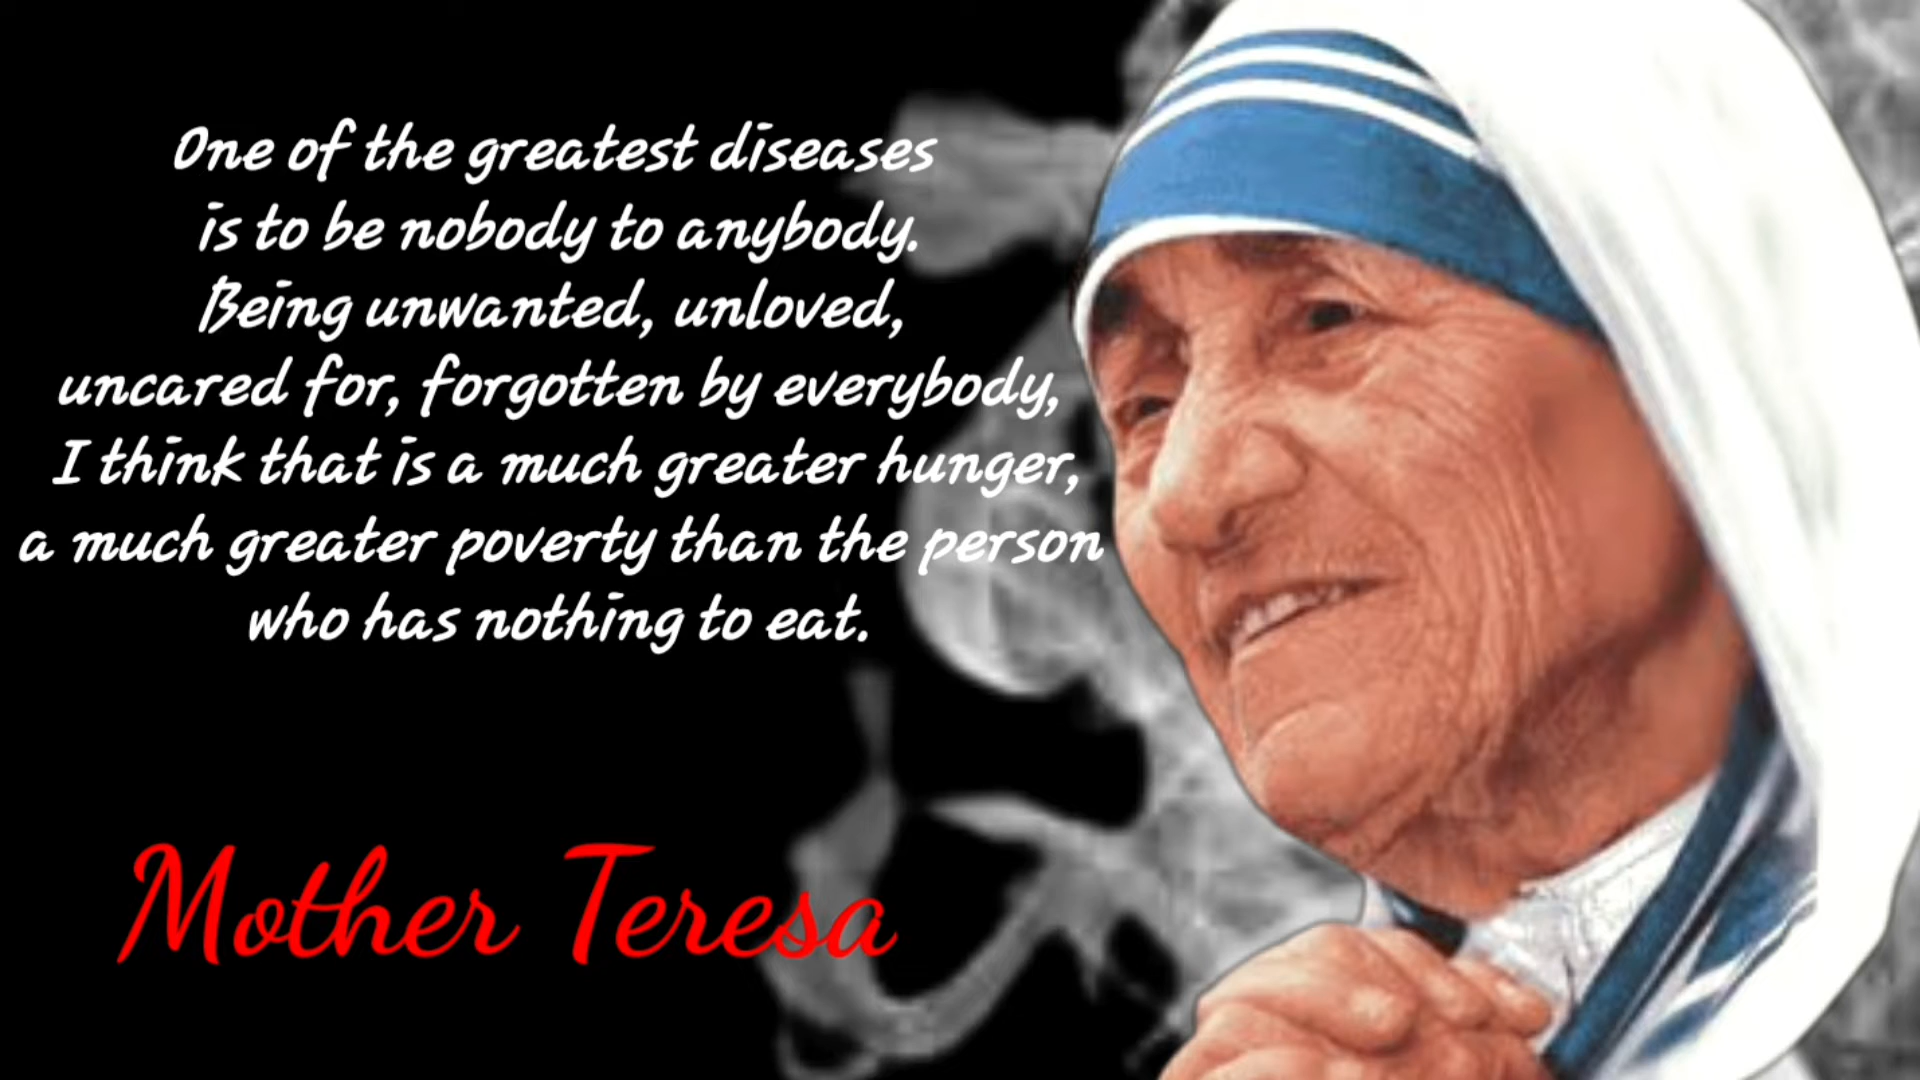 One of the greatest diseases
is to be nobody to anybody.
Being unwanted, unloved,
uncared for, forgotten by everybody,
I think that is a much greater hunger,
a much greater poverty than the person
who has nothing to eat.
Mother Teresa